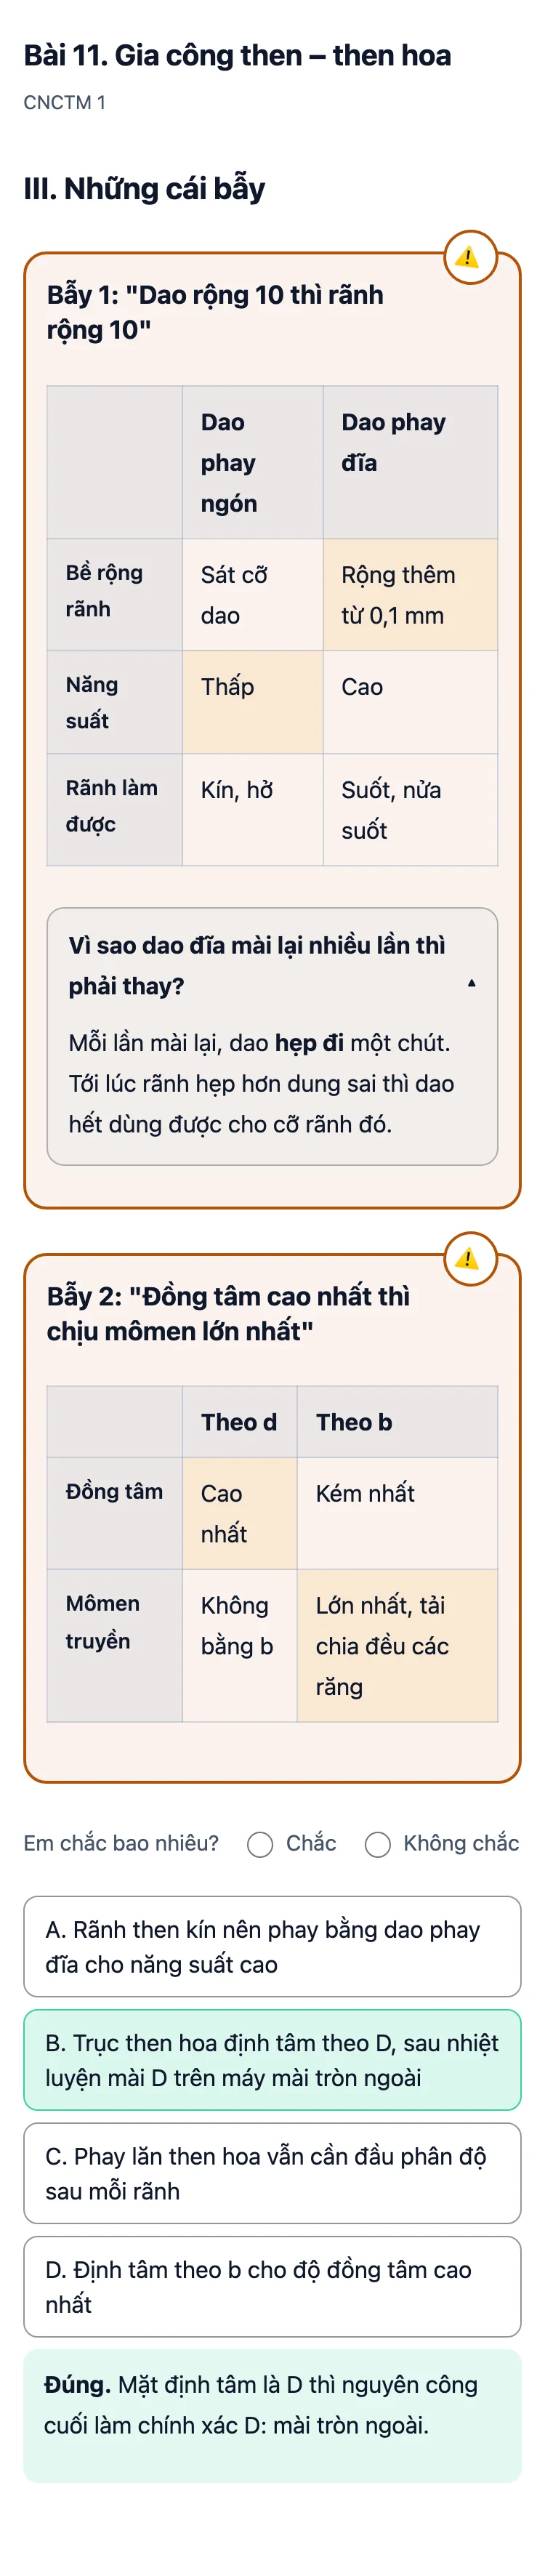 Bài 11. Gia công then – then hoa
CNCTM 1
III. Những cái bẫy
Bẫy 1: "Dao rộng 10 thì rãnh
rộng 10"
Dao
phay
ngón
Dao phay
đĩa
Bề rộng
rãnh
Sát cỡ
dao
Rộng thêm
từ 0,1 mm
Năng
suất
Thấp
Cao
Rãnh làm
được
Kín, hở
Suốt, nửa
suốt
Vì sao dao đĩa mài lại nhiều lần thì
phải thay?
Mỗi lần mài lại, dao hẹp đi một chút.
Tới lúc rãnh hẹp hơn dung sai thì dao
hết dùng được cho cỡ rãnh đó.
Bẫy 2: "Đồng tâm cao nhất thì
chịu mômen lớn nhất"
Theo d
Theo b
Đồng tâm
Cao
nhất
Kém nhất
Mômen
truyền
Không
bằng b
Lớn nhất, tải
chia đều các
răng
Em chắc bao nhiêu?
Chắc
Không chắc
A. Rãnh then kín nên phay bằng dao phay
đĩa cho năng suất cao
B. Trục then hoa định tâm theo D, sau nhiệt
luyện mài D trên máy mài tròn ngoài
C. Phay lăn then hoa vẫn cần đầu phân độ
sau mỗi rãnh
D. Định tâm theo b cho độ đồng tâm cao
nhất
Đúng. Mặt định tâm là D thì nguyên công
cuối làm chính xác D: mài tròn ngoài.